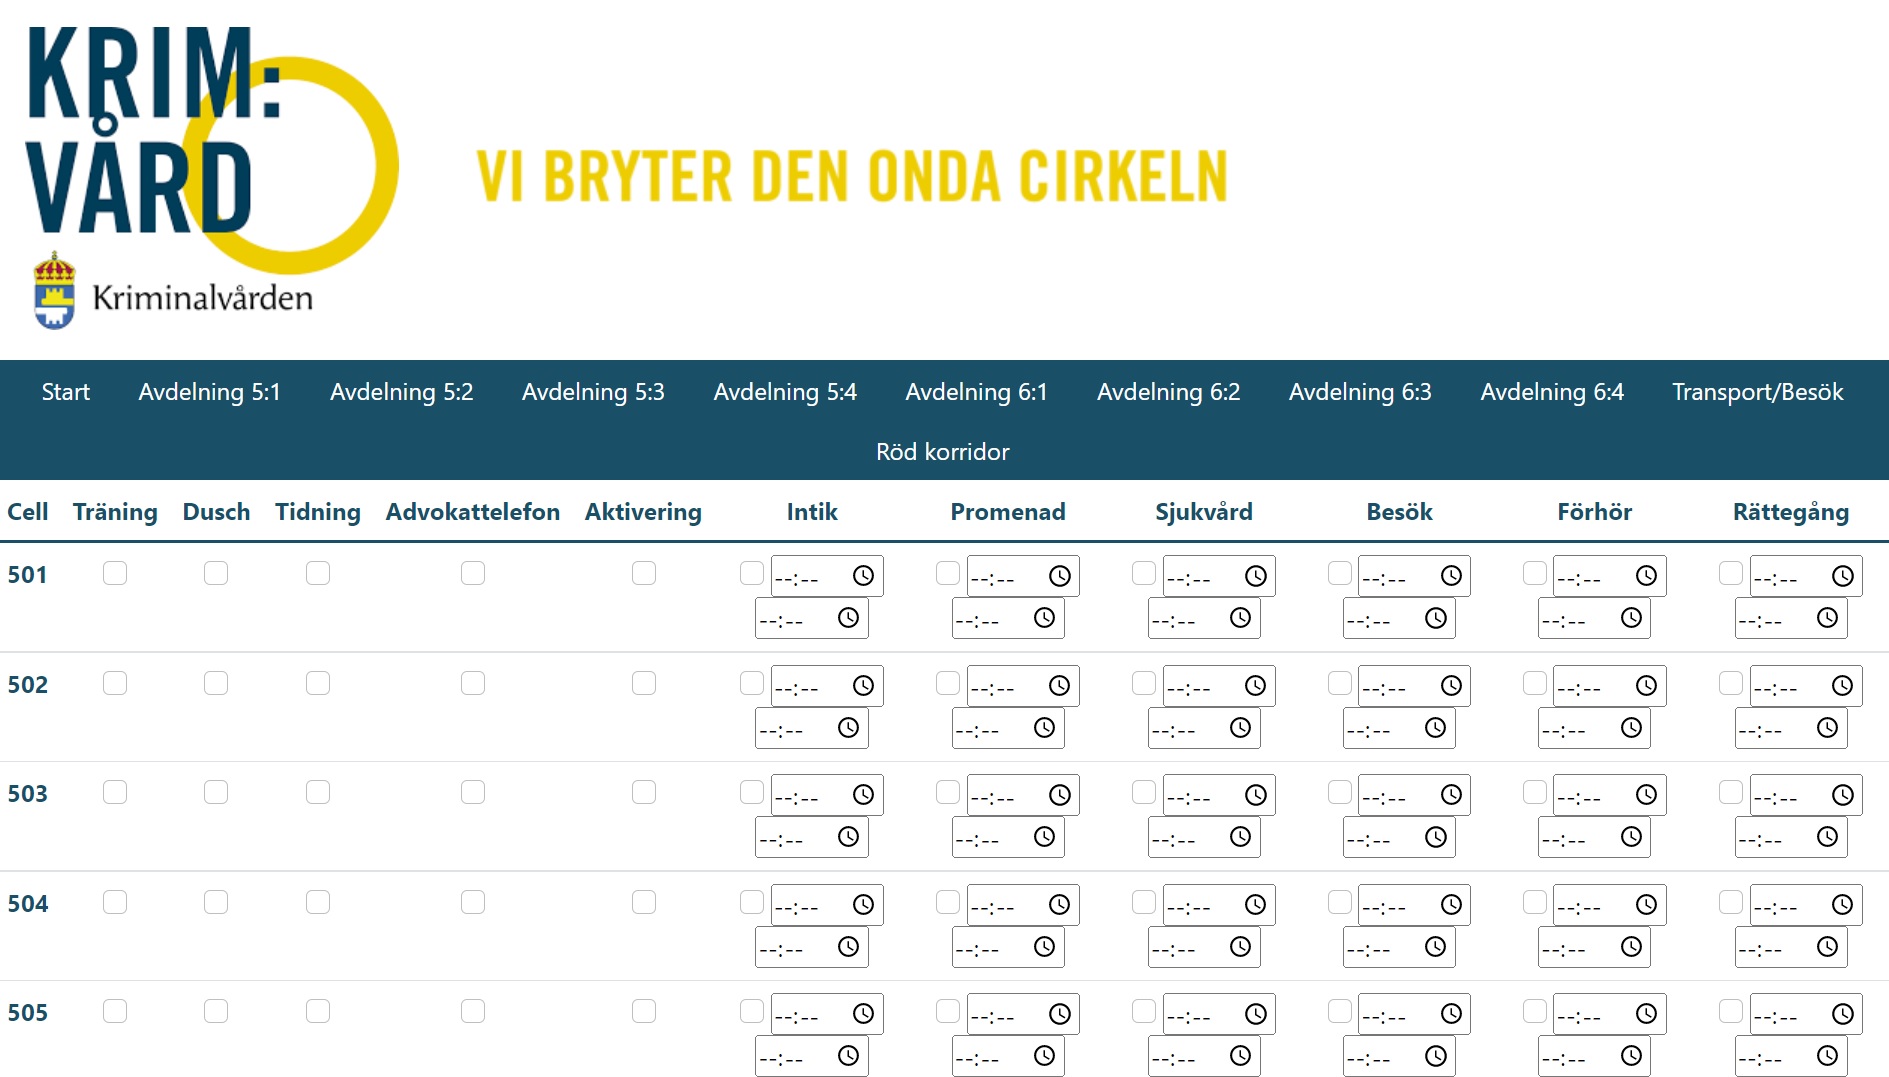 KRIM:
VÅRD
VI BRYTER DEN ONDA CIRKELN
Kriminalvården
Start Avdelning 5:1 Avdelning 5:2 Avdelning 5:3 Avdelning 5:4 Avdelning 6:1 Avdelning 6:2 Avdelning 6:3 Avdelning 6:4 Transport/Besök
Röd korridor
Cell Träning Dusch Tidning Advokattelefon Aktivering Intik Promenad Sjukvård Besök Förhör Rättegång
501 --:-- --:-- --:-- --:-- --:-- --:--
--:-- --:-- --:-- --:-- --:-- --:--
502 --:-- --:-- --:-- --:-- --:-- --:--
--:-- --:-- --:-- --:-- --:-- --:--
503 --:-- --:-- --:-- --:-- --:-- --:--
--:-- --:-- --:-- --:-- --:-- --:--
504 --:-- --:-- --:-- --:-- --:-- --:--
--:-- --:-- --:-- --:-- --:-- --:--
505 --:-- --:-- --:-- --:-- --:-- --:--
--:-- --:-- --:-- --:-- --:-- --:--